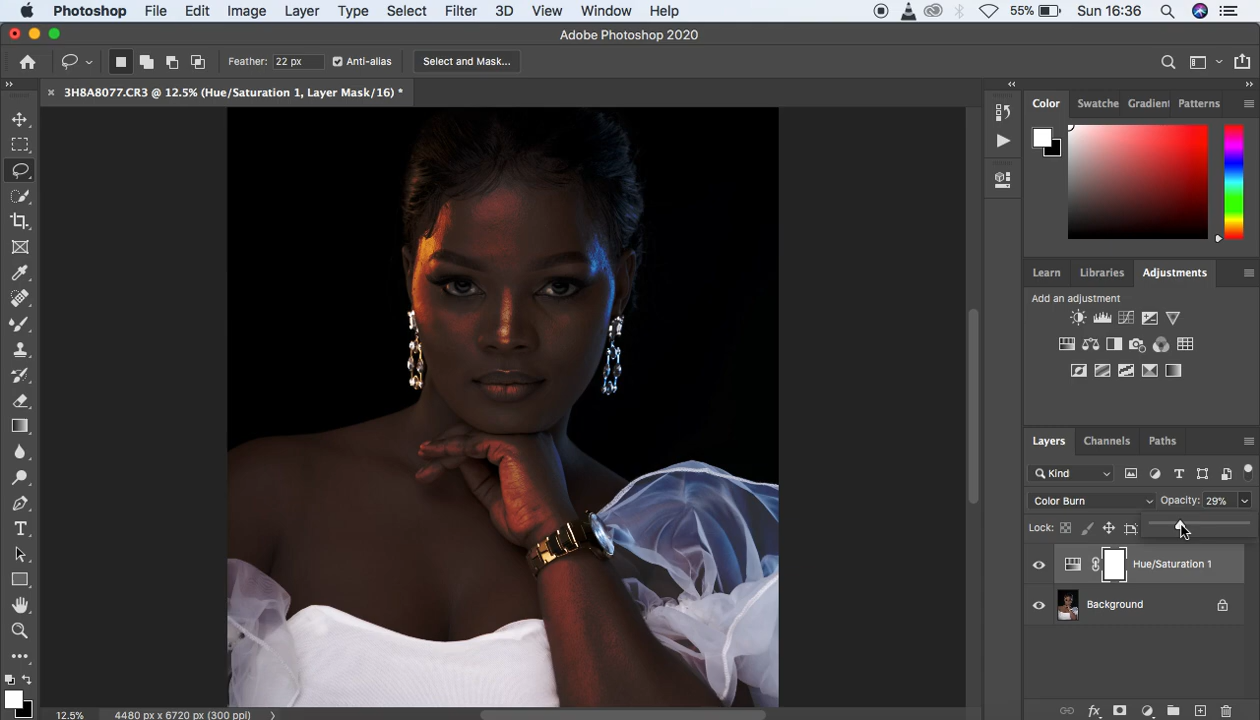 Photoshop File Edit Image Layer Type Select Filter 3D View Window Help 55% Sun 16:36
Adobe Photoshop 2020
Feather: 22 px Anti-alias Select and Mask...
3H8A8077.CR3 @ 12.5% (Hue/Saturation 1, Layer Mask/16) *
Color Swatche Gradient Patterns
Learn Libraries Adjustments
Add an adjustment
Layers Channels Paths
Kind
Color Burn Opacity: 29%
Lock:
Hue/Saturation 1
Background
12.5% 4480 px x 6720 px (300 ppi)